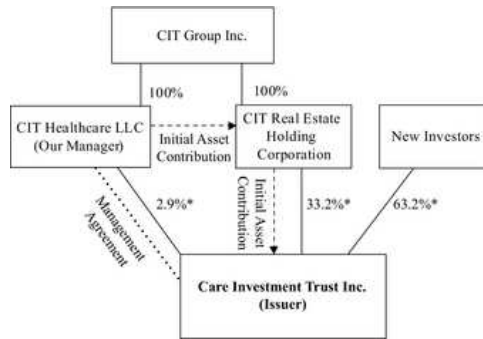 CIT Group Inc.
100%
100%
CIT Healthcare LLC
(Our Manager)
Initial Asset
Contribution
CIT Real Estate
Holding
Corporation
New Investors
Management
Agreement
2.9%*
Initial Asset
Contribution
33.2%*
63.2%*
Care Investment Trust Inc.
(Issuer)